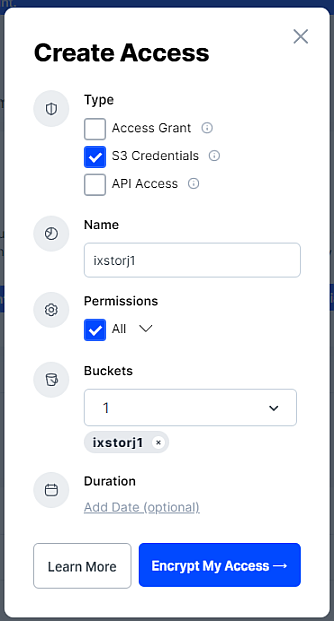 Create Access
Type
Access Grant
S3 Credentials
API Access
Name
ixstorj1
Permissions
All
Buckets
1
ixstorj1 ×
Duration
Add Date (optional)
Learn More
Encrypt My Access →